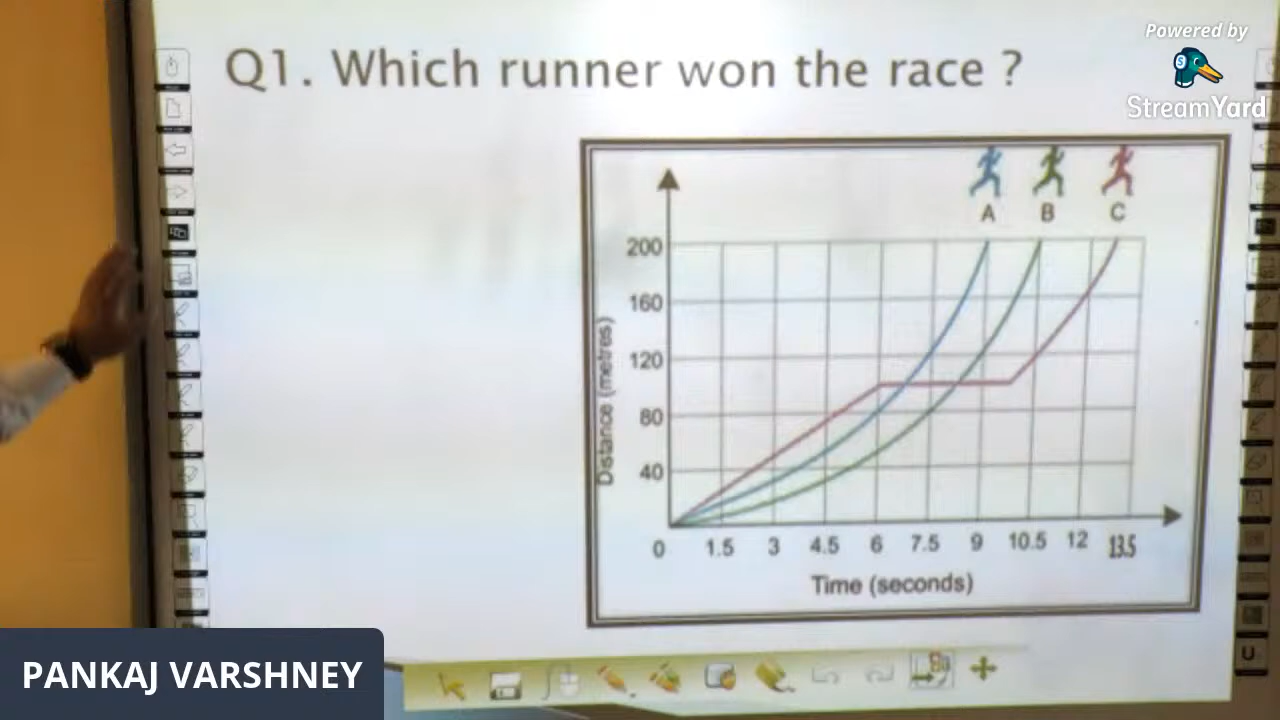 Powered by
StreamYard
Q1. Which runner won the race ?
A B C
200
160
120
80
40
Distance (metres)
0 1.5 3 4.5 6 7.5 9 10.5 12 13.5
Time (seconds)
U
PANKAJ VARSHNEY